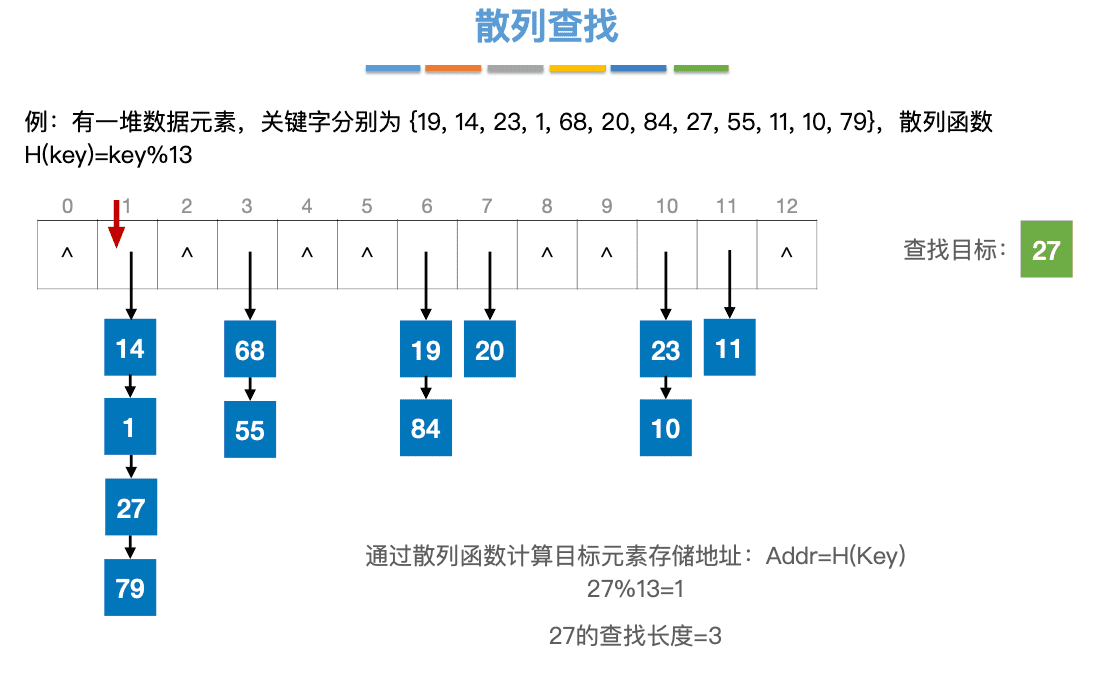 散列查找
例：有一堆数据元素，关键字分别为 {19, 14, 23, 1, 68, 20, 84, 27, 55, 11, 10, 79}，散列函数
H(key)=key%13
0 1 2 3 4 5 6 7 8 9 10 11 12
^ ^ ^ ^ ^ ^ ^
查找目标： 27
14 68 19 20 23 11
1 55 84 10
27
79
通过散列函数计算目标元素存储地址：Addr=H(Key)
27%13=1
27的查找长度=3